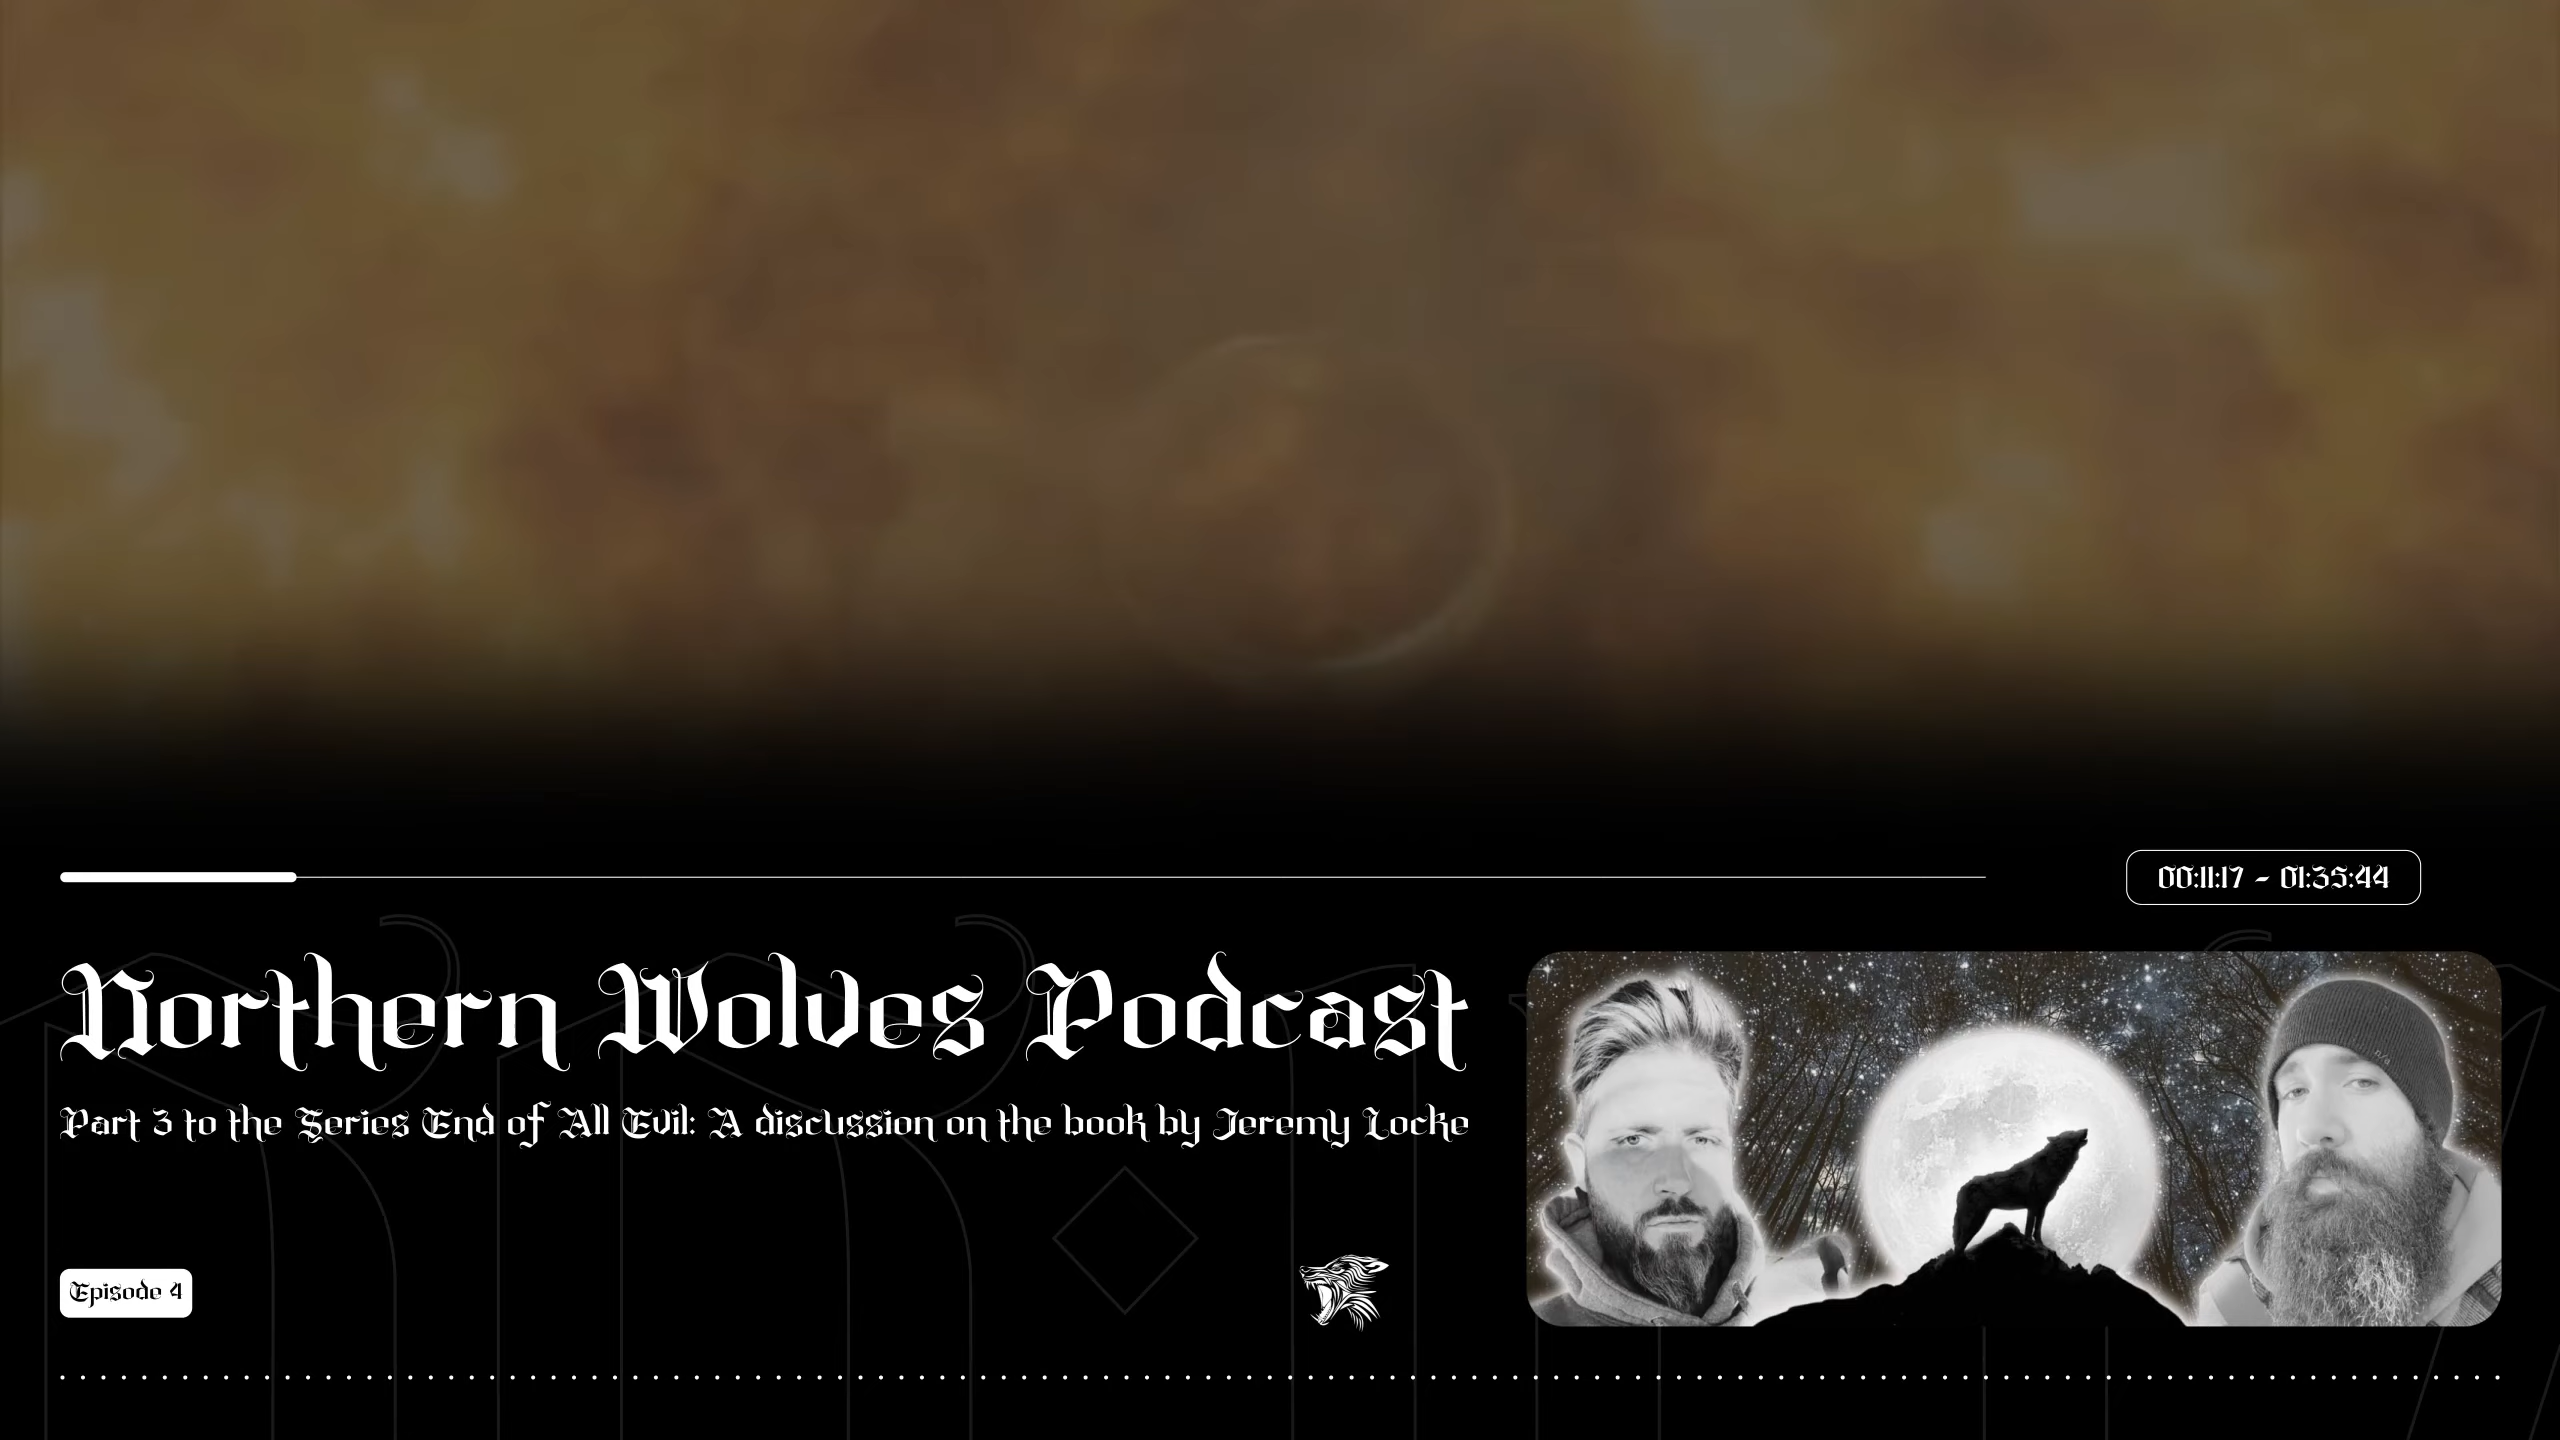 00:11:17 - 01:35:44
Northern Wolves Podcast
Part 3 to the Series End of All Evil: A discussion on the book by Jeremy Locke
Episode 4